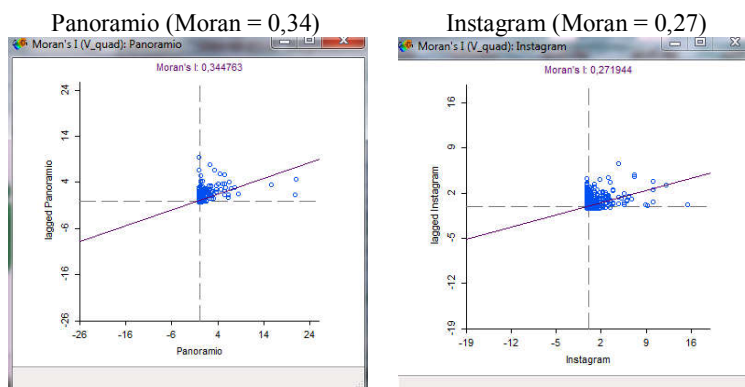 Panoramio (Moran = 0,34)
Moran's I (V_quad): Panoramio
Moran's I: 0,344763
24
14
4
-6
-16
-26
lagged Panoramio
-26 -16 -6 4 14 24
Panoramio
Instagram (Moran = 0,27)
Moran's I (V_quad): Instagram
Moran's I: 0,271944
16
9
2
-5
-12
-19
lagged Instagram
-19 -12 -5 2 9 16
Instagram